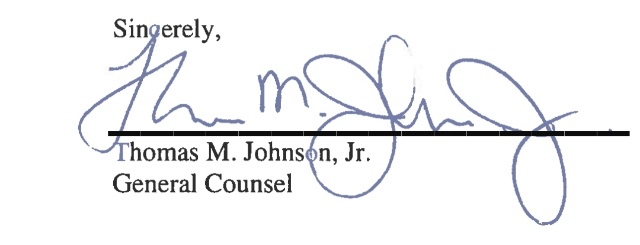 Sincerely,
Thomas M. Johnson, Jr.
General Counsel